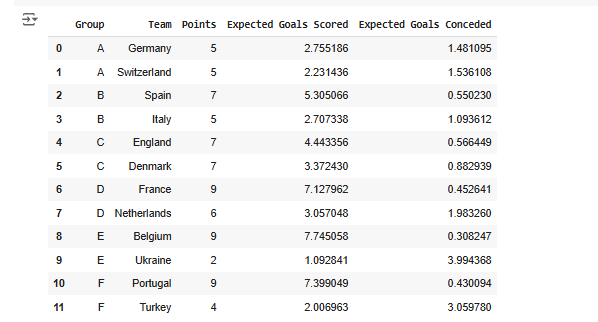 Group Team Points Expected Goals Scored Expected Goals Conceded
0 A Germany 5 2.755186 1.481095
1 A Switzerland 5 2.231436 1.536108
2 B Spain 7 5.305066 0.550230
3 B Italy 5 2.707338 1.093612
4 C England 7 4.443356 0.566449
5 C Denmark 7 3.372430 0.882939
6 D France 9 7.127962 0.452641
7 D Netherlands 6 3.057048 1.983260
8 E Belgium 9 7.745058 0.308247
9 E Ukraine 2 1.092841 3.994368
10 F Portugal 9 7.399049 0.430094
11 F Turkey 4 2.006963 3.059780